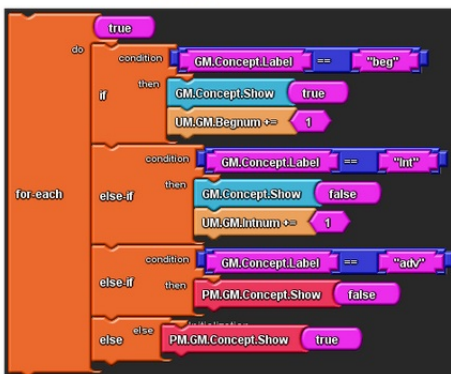 true
do
condition GM.Concept.Label == "beg"
if
then GM.Concept.Show true
UM.GM.Begnum += 1
condition GM.Concept.Label == "Int"
for-each
else-if
then GM.Concept.Show false
UM.GM.Intnum += 1
condition GM.Concept.Label == "adv"
else-if
then PM.GM.Concept.Show false
else
else PM.GM.Concept.Show true